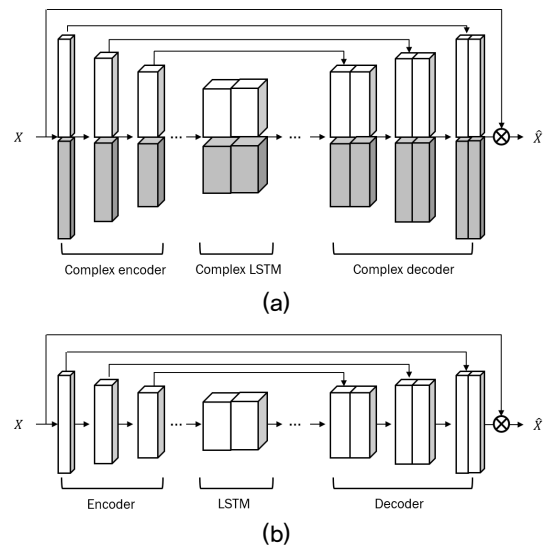 X ... ... X̂
Complex encoder Complex LSTM Complex decoder
(a)
X ... ... X̂
Encoder LSTM Decoder
(b)